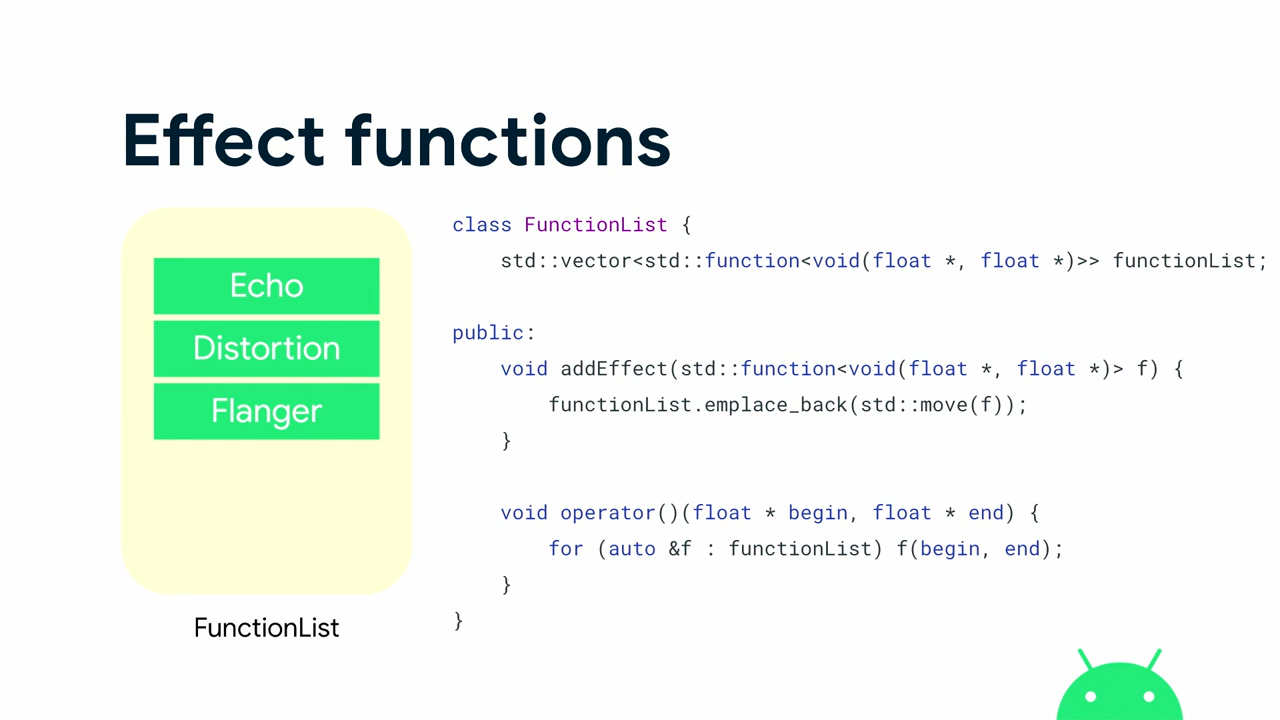 Effect functions
Echo
Distortion
Flanger
FunctionList
class FunctionList {
    std::vector<std::function<void(float *, float *)>> functionList;

public:
    void addEffect(std::function<void(float *, float *)> f) {
        functionList.emplace_back(std::move(f));
    }

    void operator()(float * begin, float * end) {
        for (auto &f : functionList) f(begin, end);
    }
}